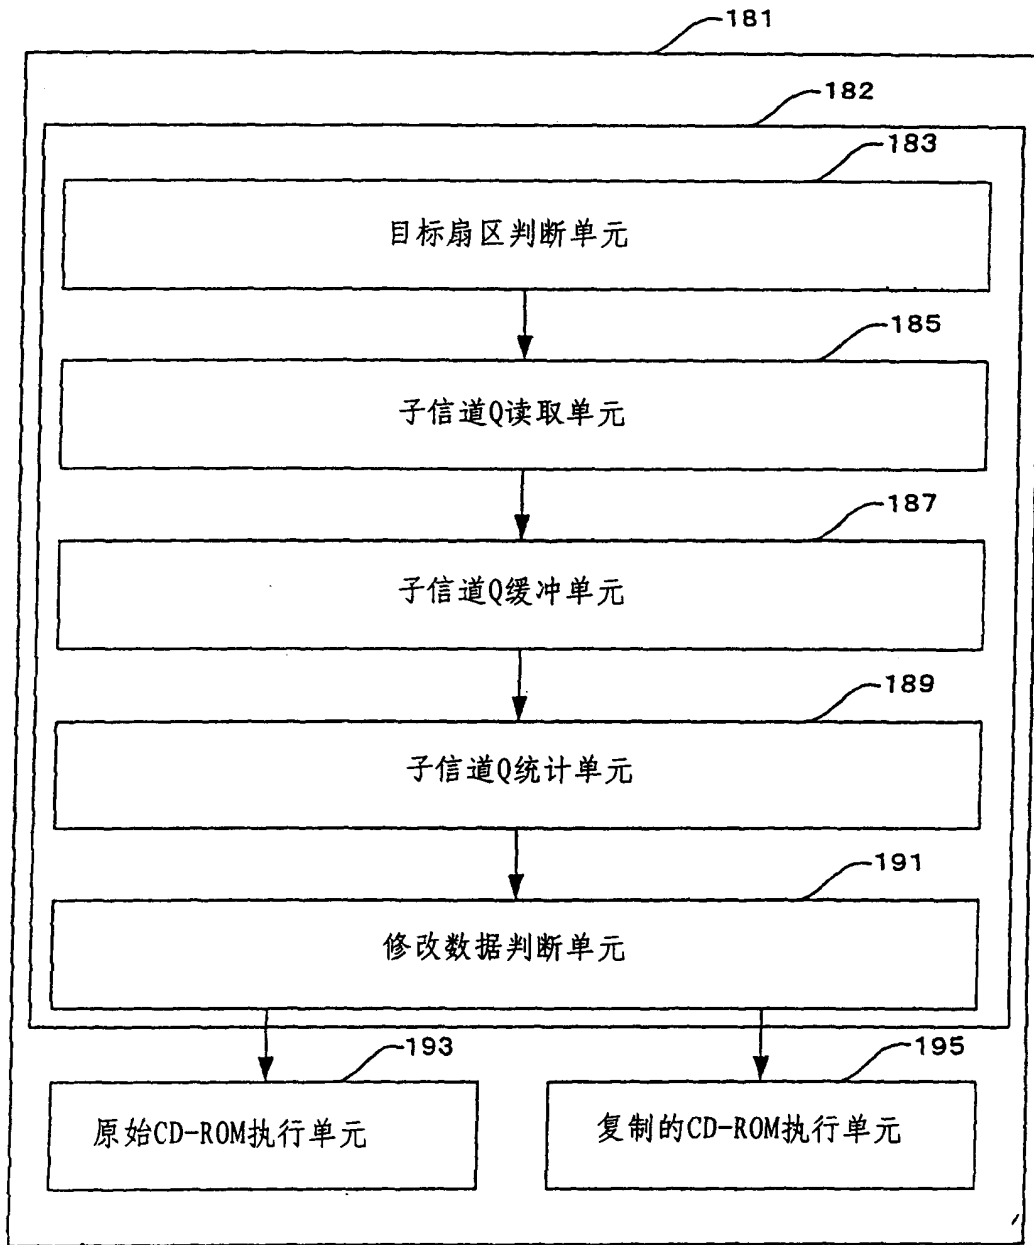 181
182
183
目标扇区判断单元
185
子信道Q读取单元
187
子信道Q缓冲单元
189
子信道Q统计单元
191
修改数据判断单元
193
195
原始CD-ROM执行单元
复制的CD-ROM执行单元